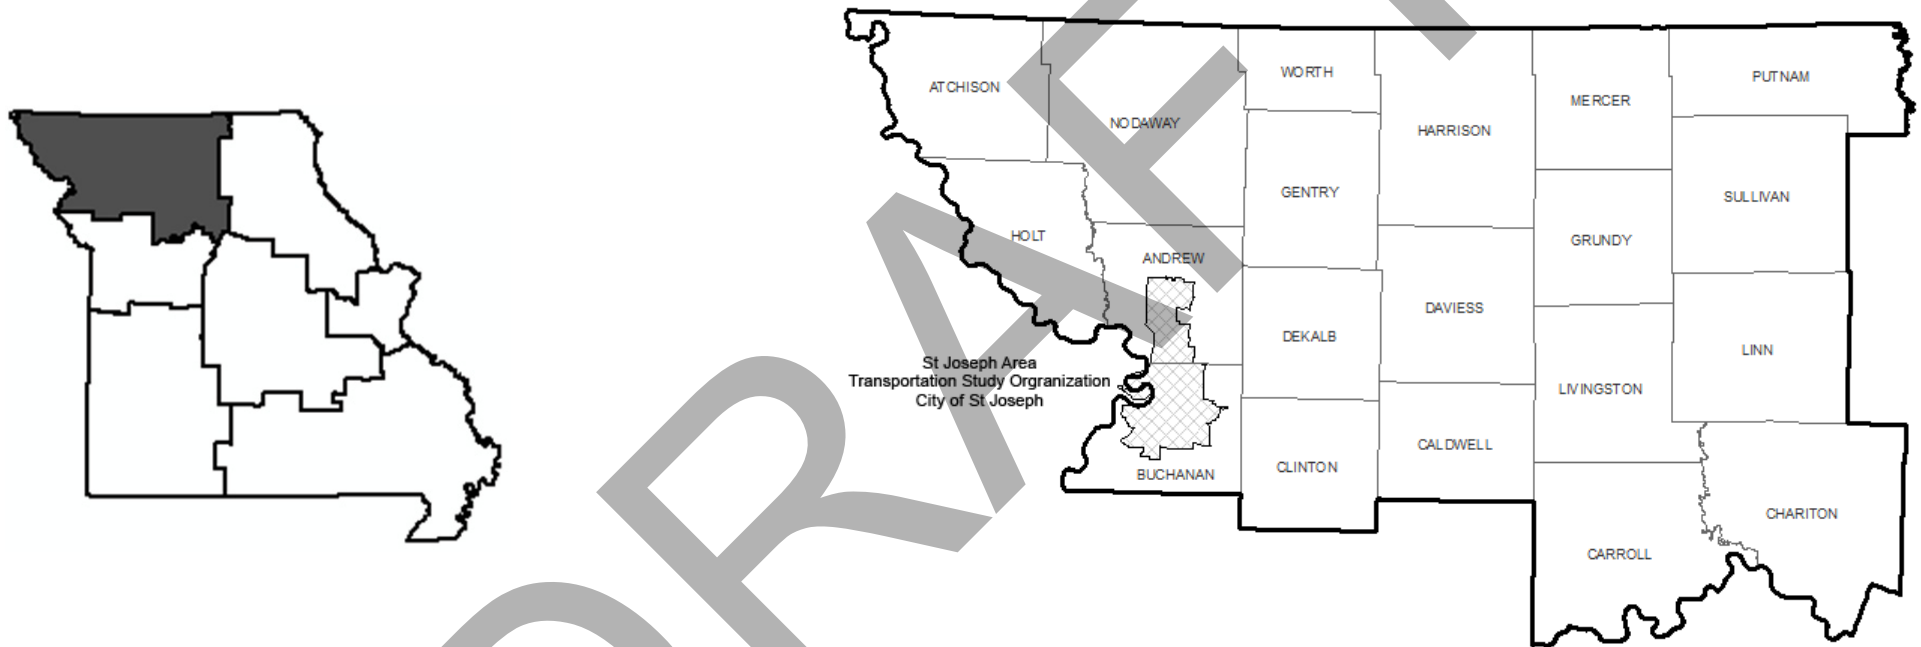 WORTH
PUTNAM
ATCHISON
MERCER
NODAWAY
HARRISON
GENTRY
SULLIVAN
HOLT
GRUNDY
ANDREW
DAVIESS
DEKALB
LINN
St Joseph Area
Transportation Study Orgranization
City of St Joseph
LIVINGSTON
CALDWELL
CLINTON
BUCHANAN
CHARITON
CARROLL
DRAFT